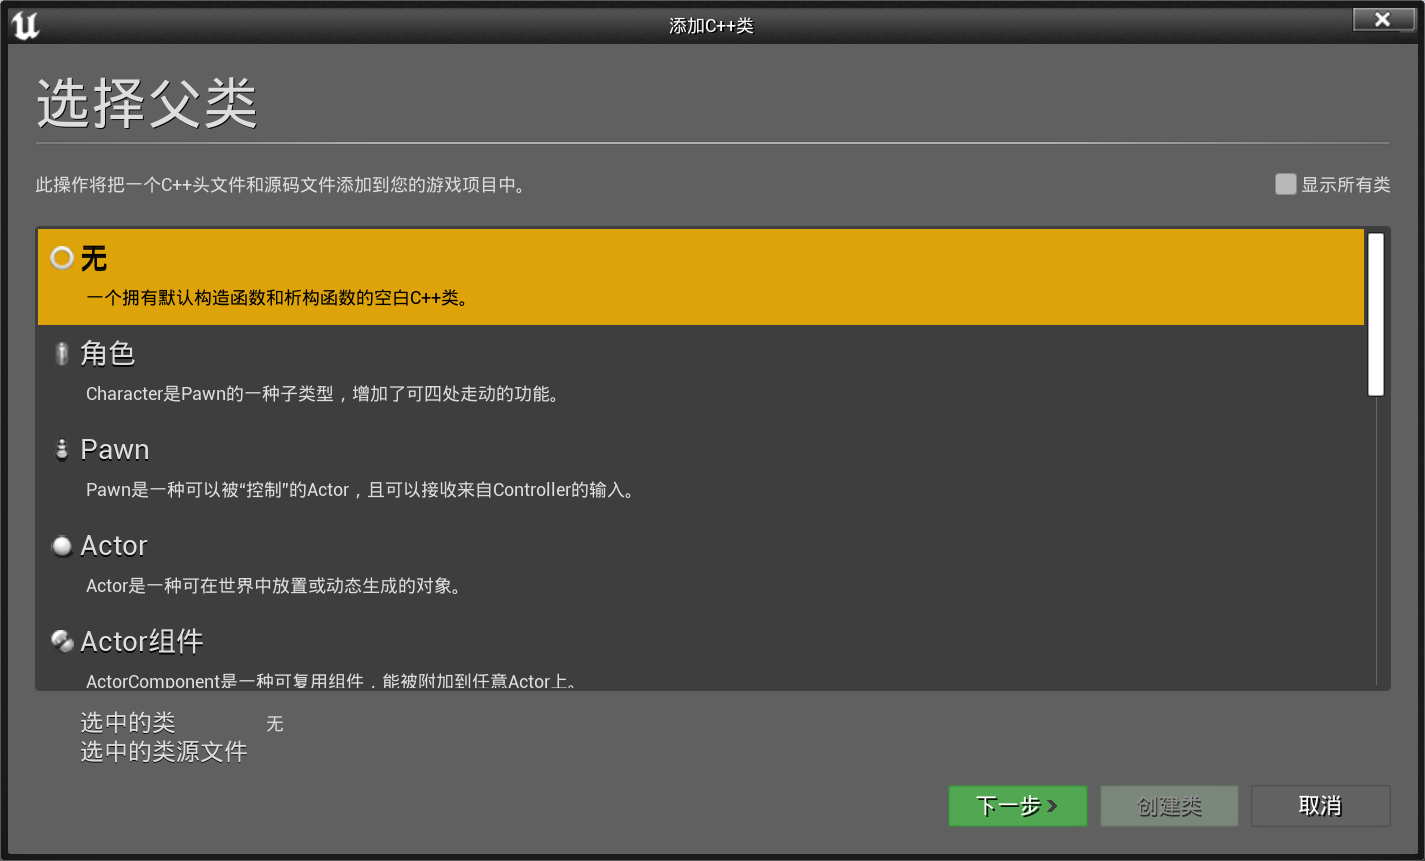 添加C++类
选择父类
此操作将把一个C++头文件和源码文件添加到您的游戏项目中。
显示所有类
无
一个拥有默认构造函数和析构函数的空白C++类。
角色
Character是Pawn的一种子类型，增加了可四处走动的功能。
Pawn
Pawn是一种可以被“控制”的Actor，且可以接收来自Controller的输入。
Actor
Actor是一种可在世界中放置或动态生成的对象。
Actor组件
ActorComponent是一种可复用组件，能被附加到任意Actor上。
选中的类 无
选中的类源文件
下一步 创建类 取消